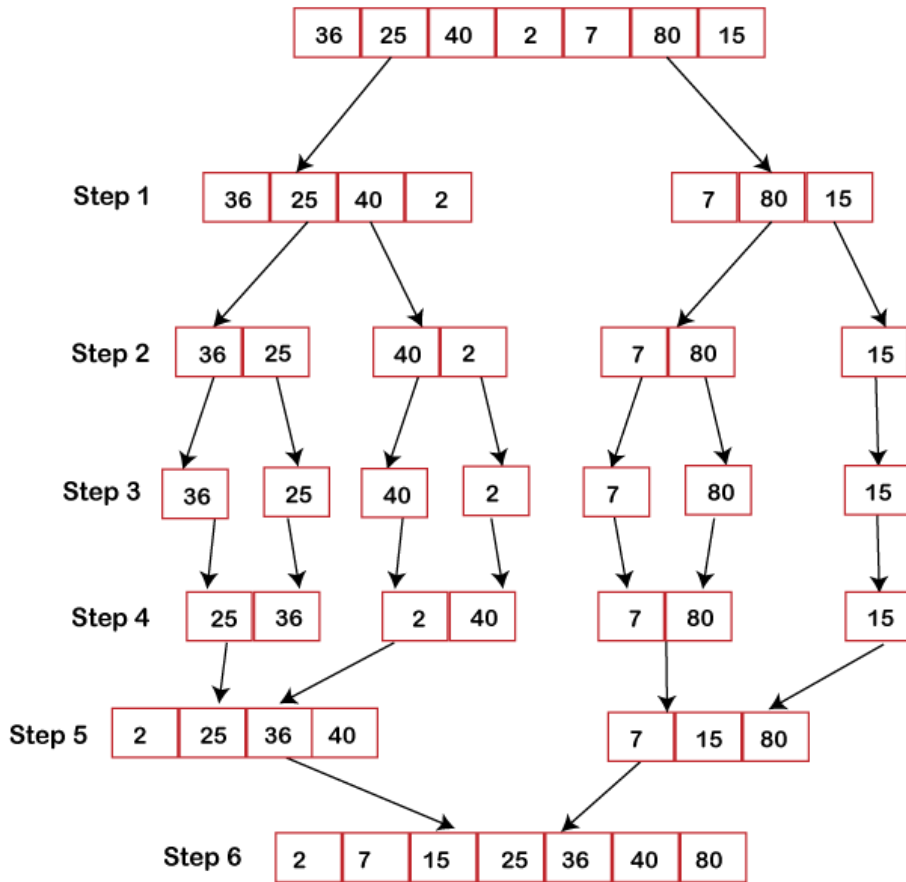 36 25 40 2 7 80 15
Step 1 36 25 40 2 7 80 15
Step 2 36 25 40 2 7 80 15
Step 3 36 25 40 2 7 80 15
Step 4 25 36 2 40 7 80 15
Step 5 2 25 36 40 7 15 80
Step 6 2 7 15 25 36 40 80